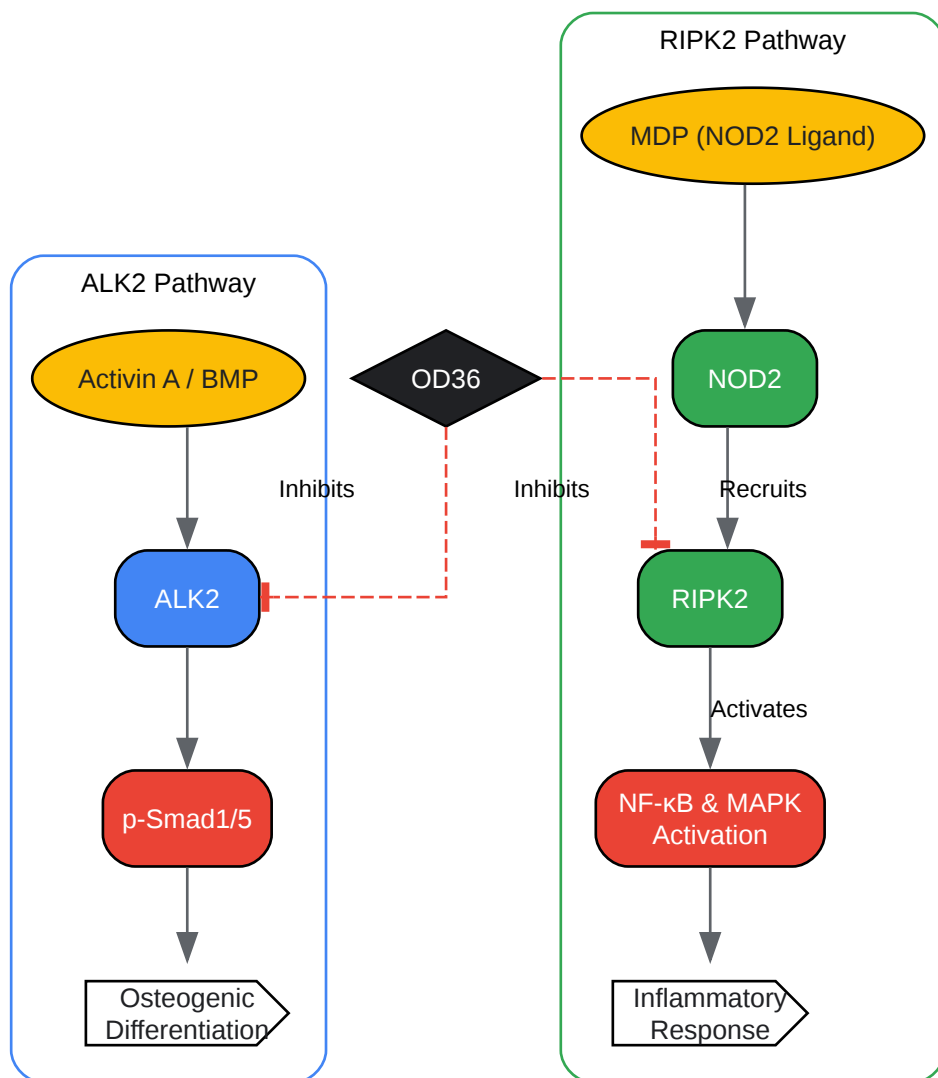 RIPK2 Pathway
MDP (NOD2 Ligand)
ALK2 Pathway
Activin A / BMP
OD36
NOD2
Inhibits
Inhibits
Recruits
ALK2
RIPK2
Activates
p-Smad1/5
NF-κB & MAPK
Activation
Osteogenic
Differentiation
Inflammatory
Response